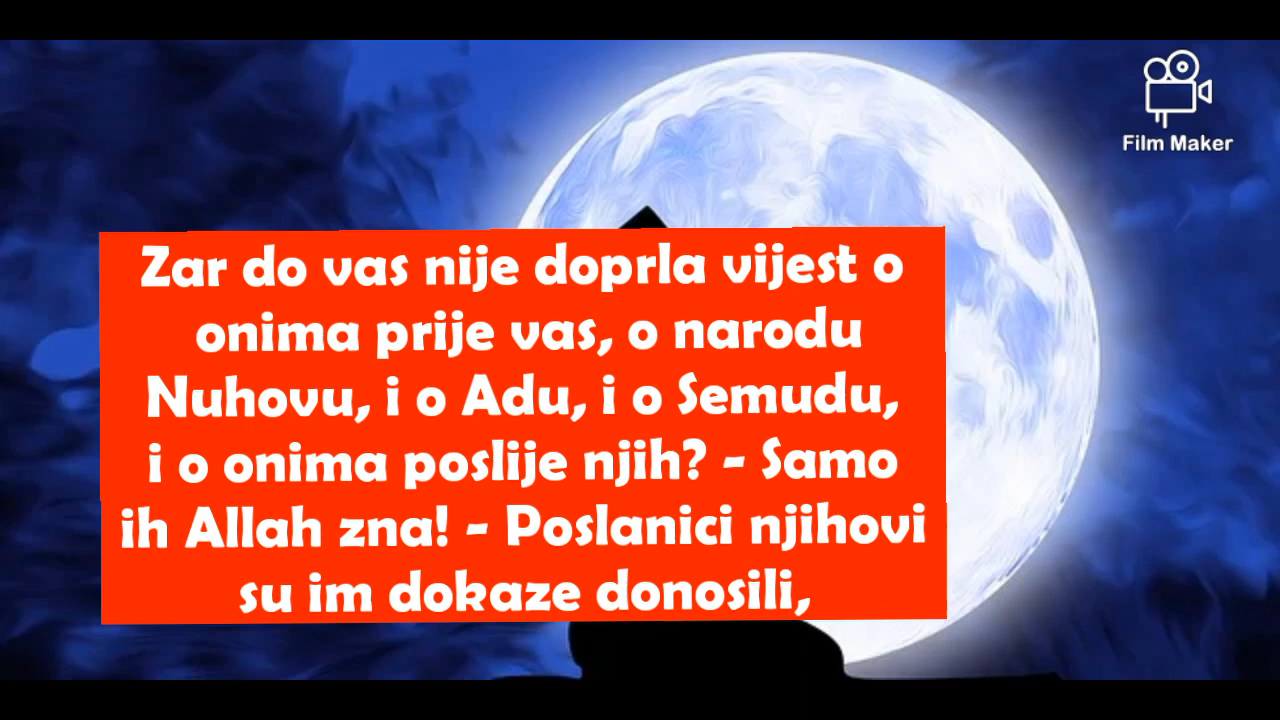 Film Maker
Zar do vas nije doprla vijest o
onima prije vas, o narodu
Nuhovu, i o Adu, i o Semudu,
i o onima poslije njih? - Samo
ih Allah zna! - Poslanici njihovi
su im dokaze donosili,